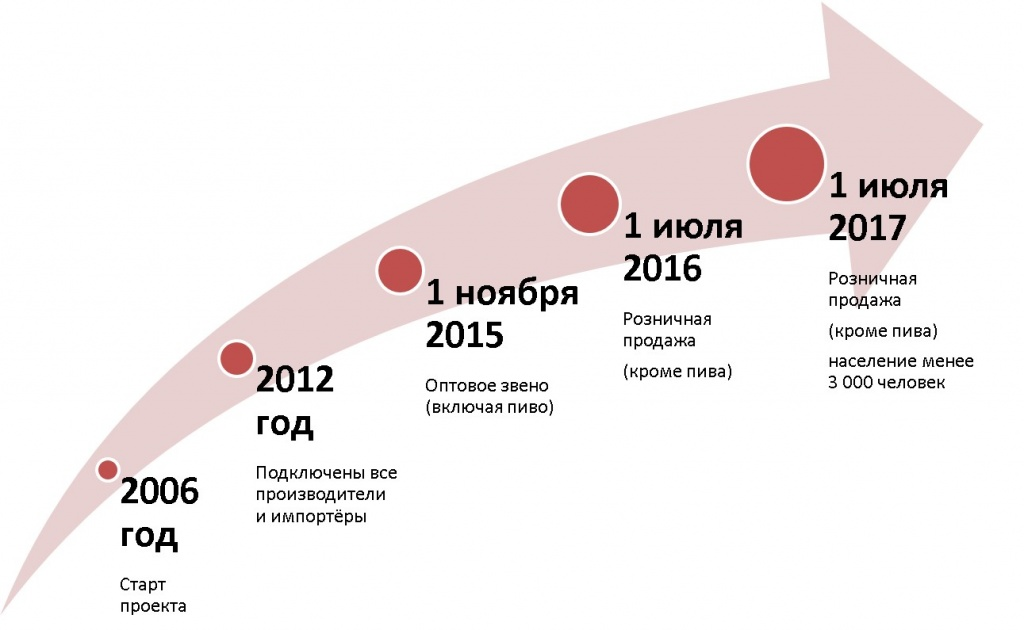 2006
год
Старт
проекта
2012
год
Подключены все
производители
и импортёры
1 ноября
2015
Оптовое звено
(включая пиво)
1 июля
2016
Розничная
продажа
(кроме пива)
1 июля
2017
Розничная
продажа
(кроме пива)
население менее
3 000 человек